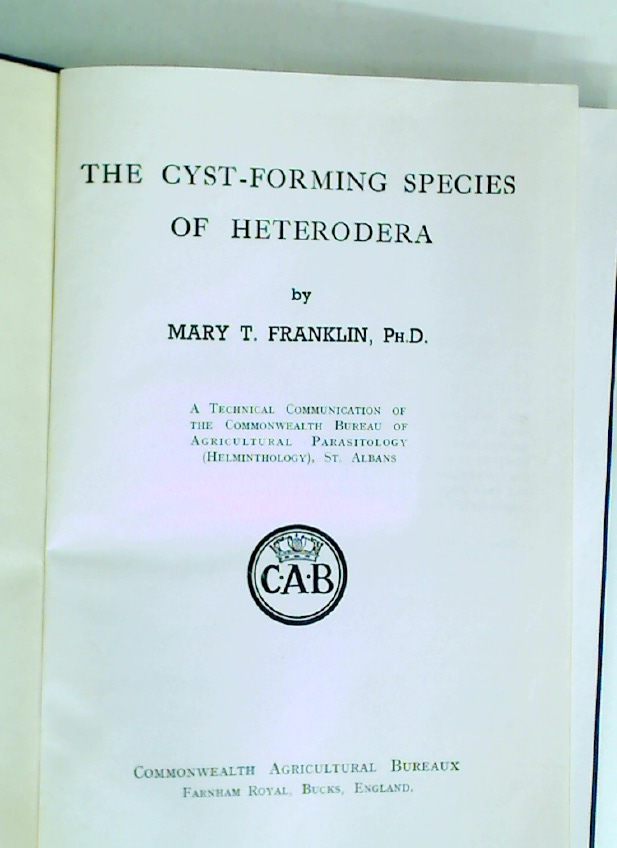 THE CYST-FORMING SPECIES
OF HETERODERA
by
MARY T. FRANKLIN, PH.D.
A TECHNICAL COMMUNICATION OF
THE COMMONWEALTH BUREAU OF
AGRICULTURAL PARASITOLOGY
(HELMINTHOLOGY), ST. ALBANS
C·A·B
COMMONWEALTH AGRICULTURAL BUREAUX
FARNHAM ROYAL, BUCKS, ENGLAND.